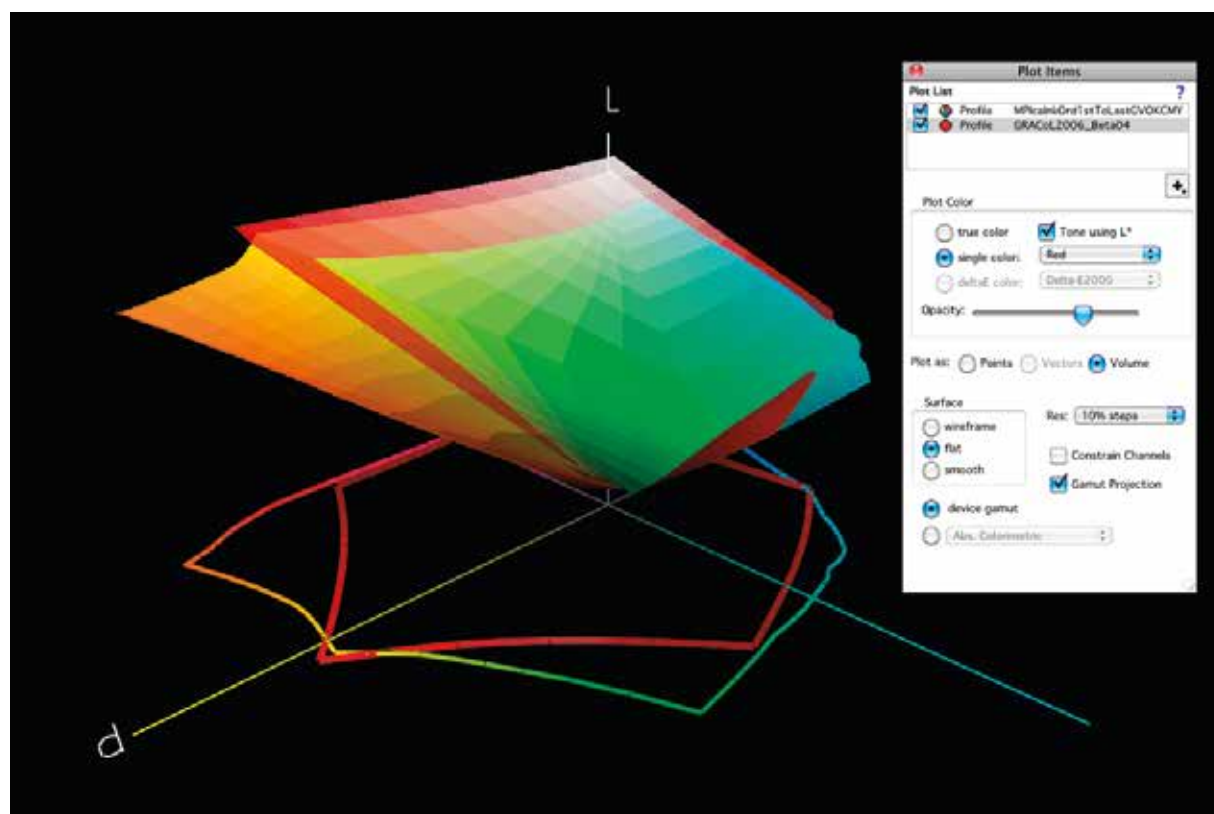 L
d
Plot Items
Plot List
?
Profile
Profile GRACoL2006_Beta04
Plot Color
true color Tone using L*
single color: Red
deltaE color: Delta-E2000
Opacity:
Plot as: Points Vectors Volume
Surface
Res: 10% steps
wireframe
flat
smooth
Constrain Channels
Gamut Projection
device gamut
Abs. Colorimetric